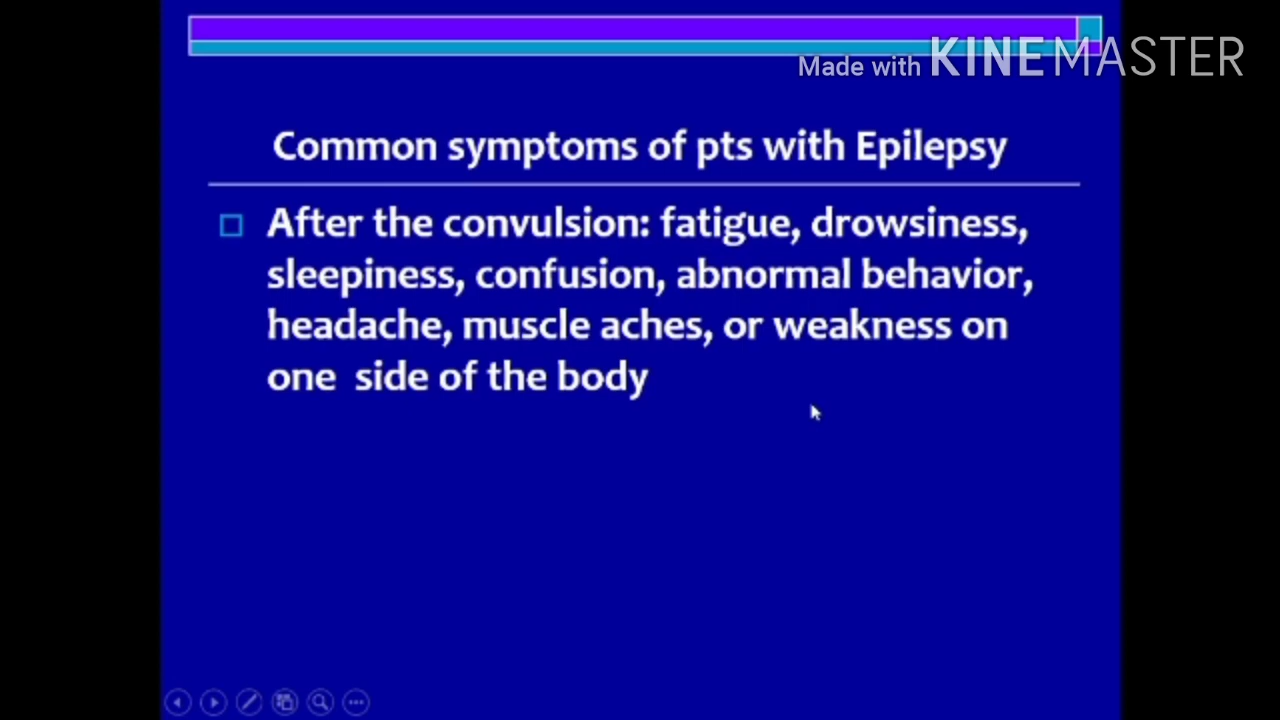 Made with KINEMASTER
Common symptoms of pts with Epilepsy
After the convulsion: fatigue, drowsiness,
sleepiness, confusion, abnormal behavior,
headache, muscle aches, or weakness on
one side of the body